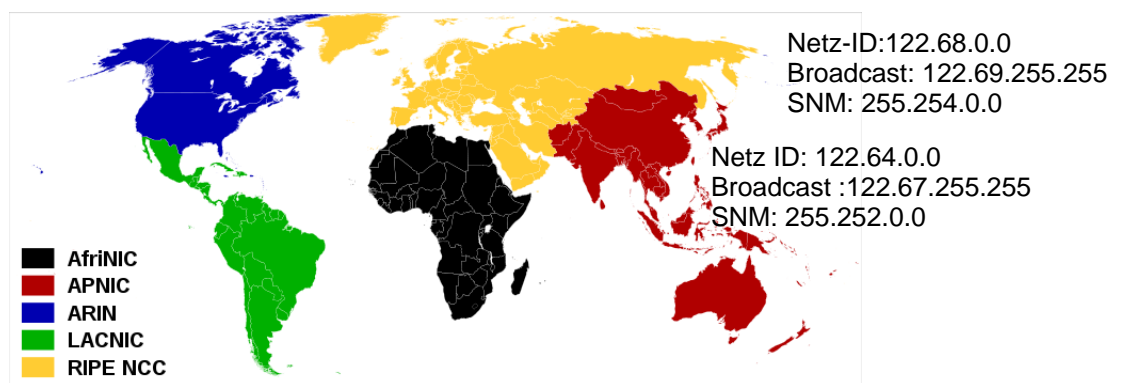 Netz-ID:122.68.0.0
Broadcast: 122.69.255.255
SNM: 255.254.0.0
Netz ID: 122.64.0.0
Broadcast :122.67.255.255
SNM: 255.252.0.0
AfriNIC
APNIC
ARIN
LACNIC
RIPE NCC